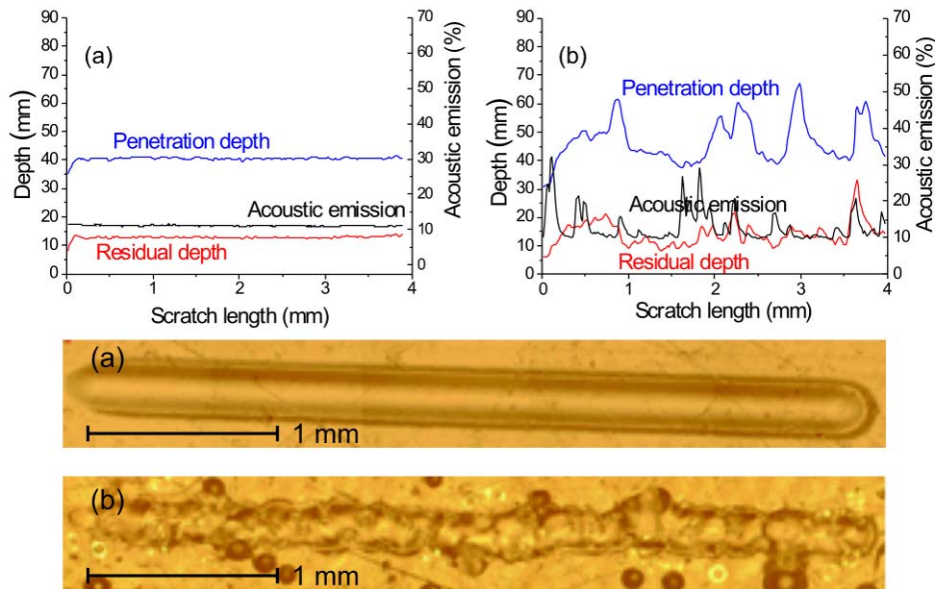 (a)
Depth (mm)
90
80
70
60
50
40
30
20
10
0
Penetration depth
Acoustic emission
Residual depth
0 1 2 3 4
Scratch length (mm)
Acoustic emission (%)
70
60
50
40
30
20
10
0
(b)
Depth (mm)
90
80
70
60
50
40
30
20
10
0
Penetration depth
Acoustic emission
Residual depth
0 1 2 3 4
Scratch length (mm)
Acoustic emission (%)
70
60
50
40
30
20
10
0
(a)
1 mm
(b)
1 mm